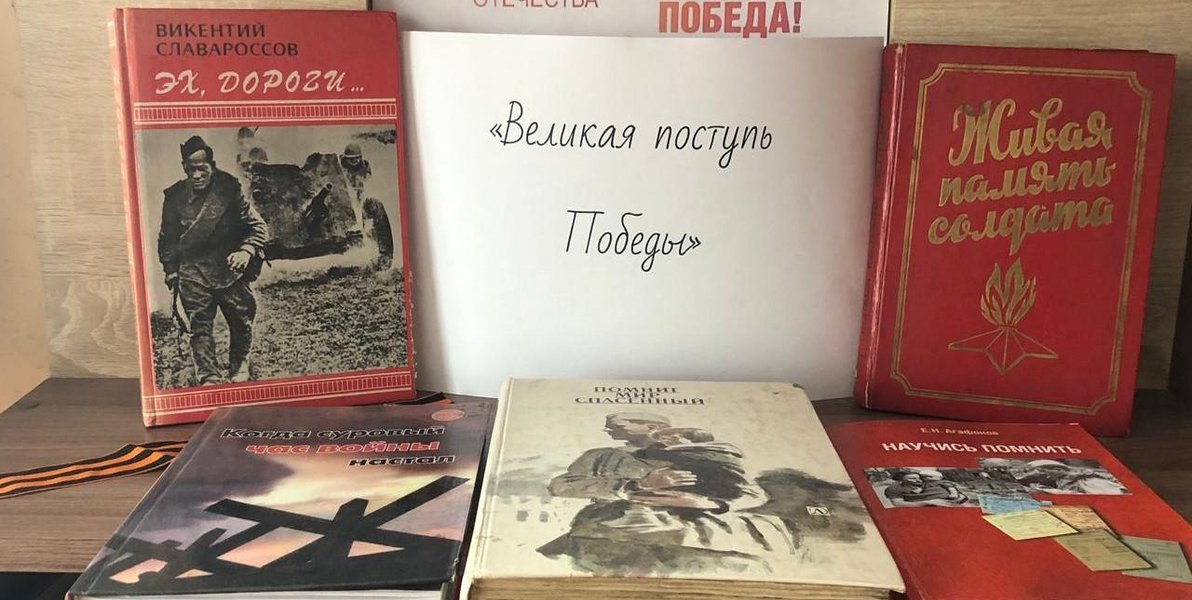 ОТЕЧЕСТВА
ПОБЕДА!
ВИКЕНТИЙ
СЛАВАРОССОВ
ЭХ, ДОРОГИ...
«Великая поступь
Победы»
Живая
память
солдата
Когда суровый
час войны
настал
ПОМНИТ
МИР
СПАСЕННЫЙ
Е.Н. Агафонов
НАУЧИСЬ ПОМНИТЬ